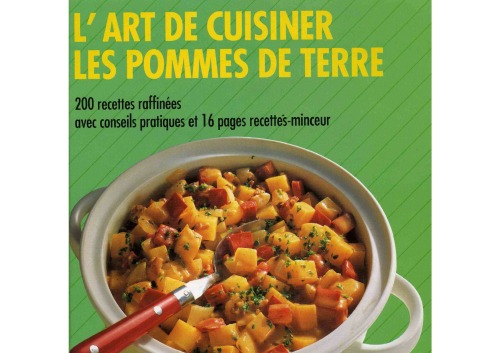 L'ART DE CUISINER
LES POMMES DE TERRE
200 recettes raffinées
avec conseils pratiques et 16 pages recettes-minceur